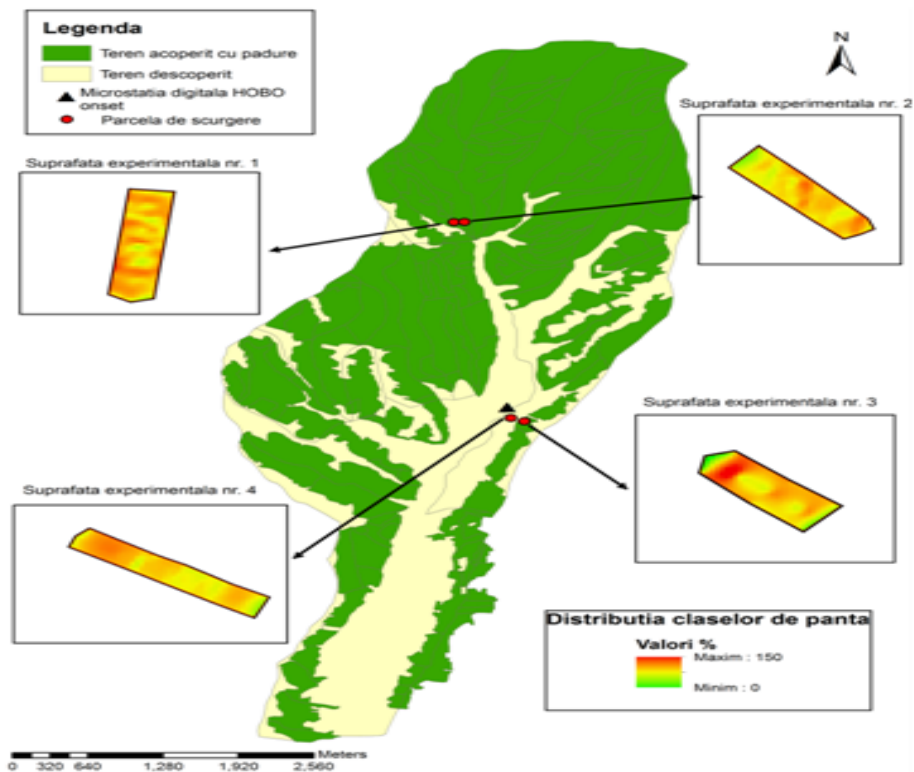 Legenda
Teren acoperit cu padure
Teren descoperit
Microstatia digitala HOBO
onset
Parcela de scurgere
N
Suprafata experimentala nr. 2
Suprafata experimentala nr. 1
Suprafata experimentala nr. 3
Suprafata experimentala nr. 4
Distributia claselor de panta
Valori %
Maxim : 150
Minim : 0
Meters
0 320 640 1,280 1,920 2,560